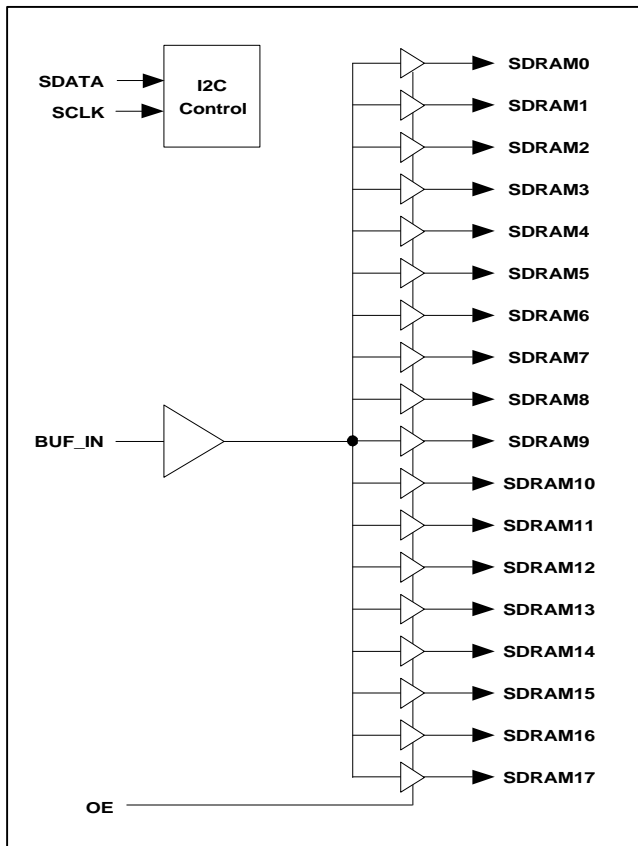 SDATA
SCLK
I2C
Control
BUF_IN
OE
SDRAM0
SDRAM1
SDRAM2
SDRAM3
SDRAM4
SDRAM5
SDRAM6
SDRAM7
SDRAM8
SDRAM9
SDRAM10
SDRAM11
SDRAM12
SDRAM13
SDRAM14
SDRAM15
SDRAM16
SDRAM17